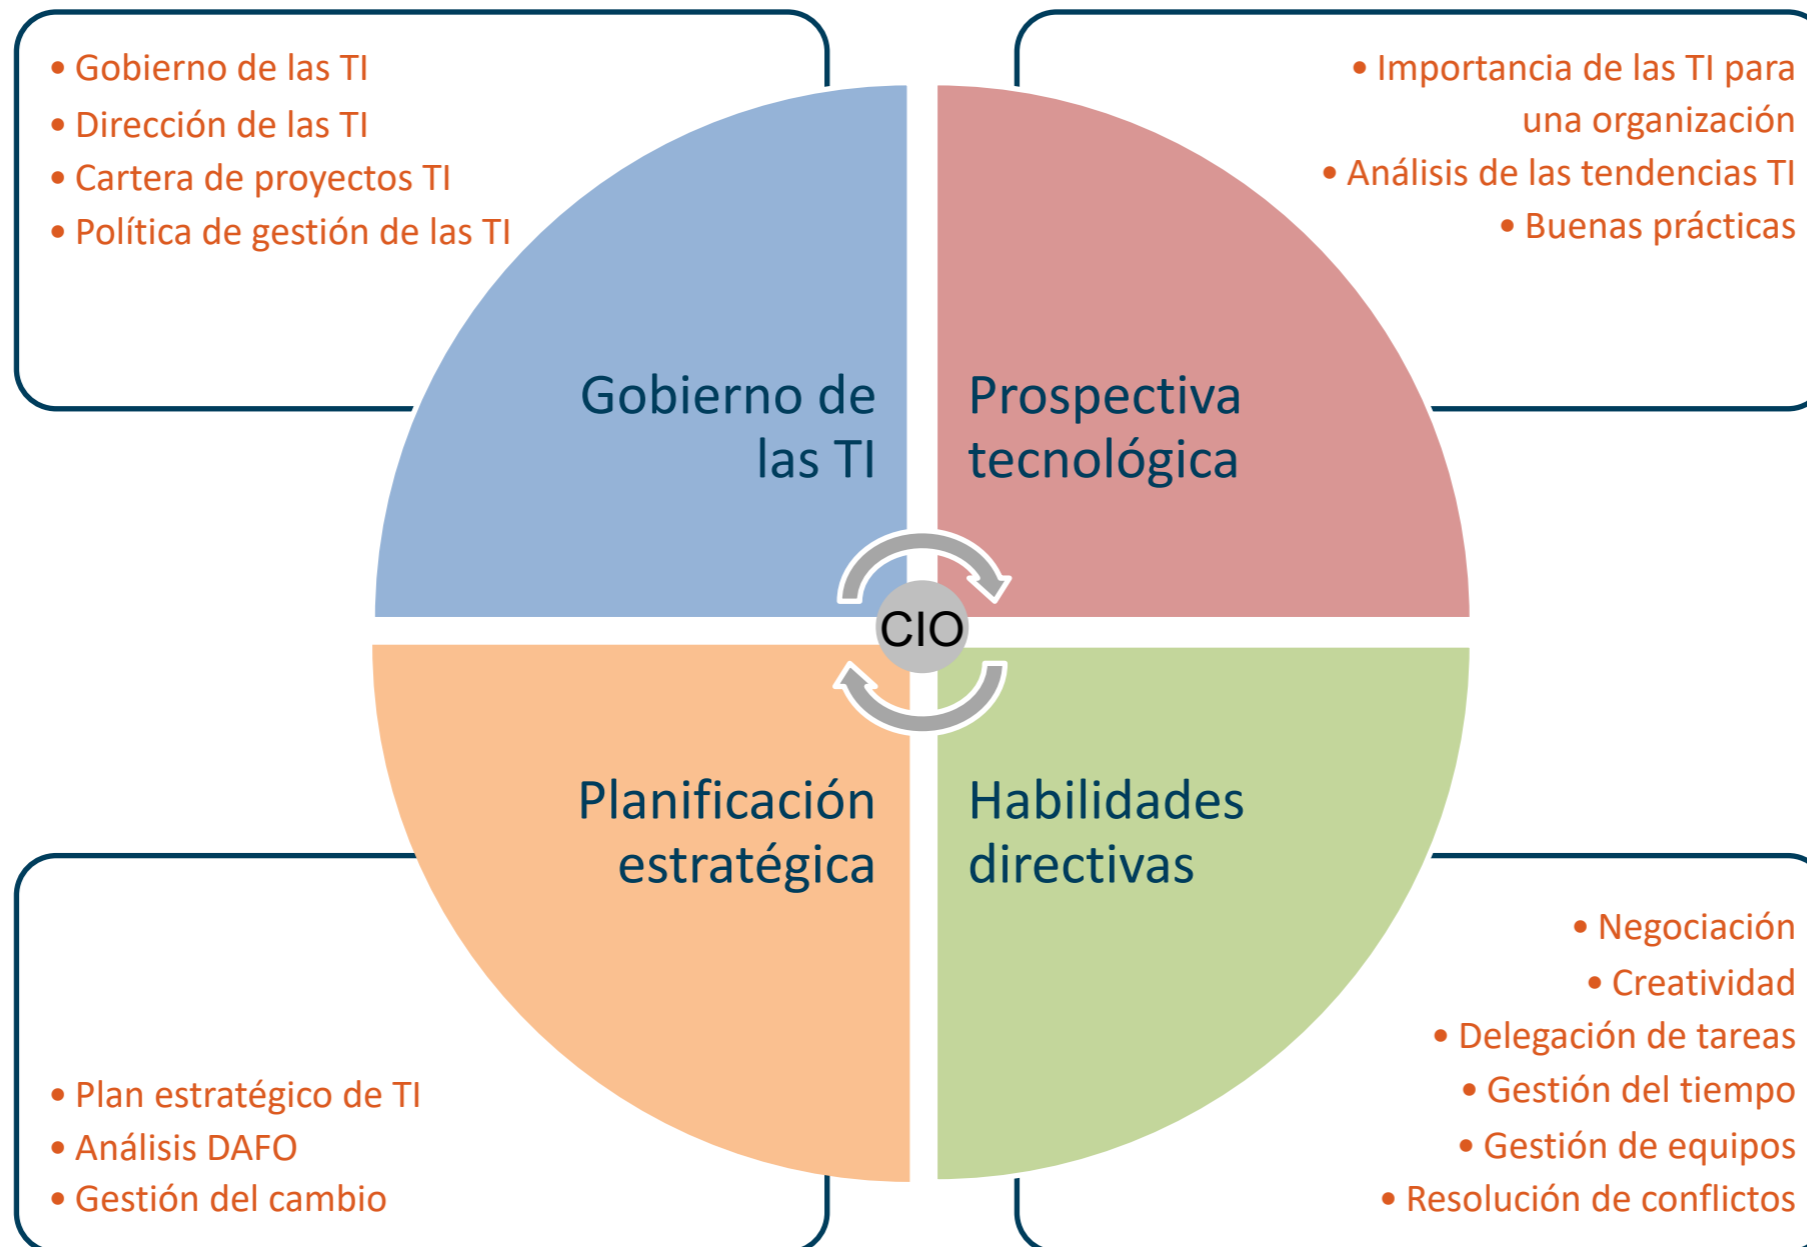 • Gobierno de las TI
• Dirección de las TI
• Cartera de proyectos TI
• Política de gestión de las TI
• Importancia de las TI para
una organización
• Análisis de las tendencias TI
• Buenas prácticas
Gobierno de
las TI
Prospectiva
tecnológica
CIO
Planificación
estratégica
Habilidades
directivas
• Plan estratégico de TI
• Análisis DAFO
• Gestión del cambio
• Negociación
• Creatividad
• Delegación de tareas
• Gestión del tiempo
• Gestión de equipos
• Resolución de conflictos